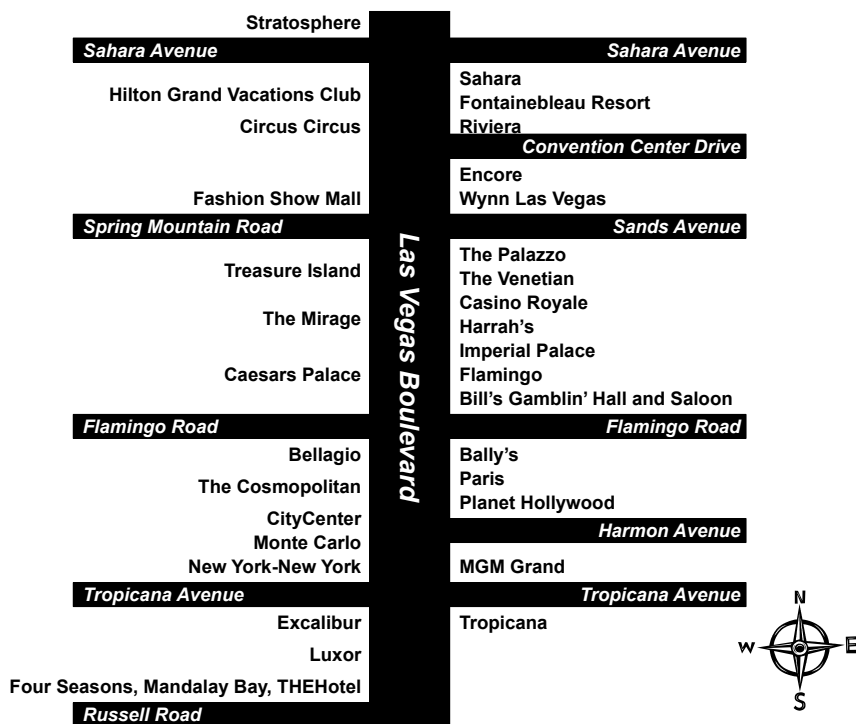 Stratosphere
Sahara Avenue
Sahara Avenue
Hilton Grand Vacations Club
Circus Circus
Sahara
Fontainebleau Resort
Riviera
Convention Center Drive
Fashion Show Mall
Encore
Wynn Las Vegas
Spring Mountain Road
Sands Avenue
Las Vegas Boulevard
Treasure Island
The Mirage
Caesars Palace
The Palazzo
The Venetian
Casino Royale
Harrah’s
Imperial Palace
Flamingo
Bill’s Gamblin’ Hall and Saloon
Flamingo Road
Flamingo Road
Bellagio
The Cosmopolitan
CityCenter
Monte Carlo
New York-New York
Bally’s
Paris
Planet Hollywood
Harmon Avenue
MGM Grand
Tropicana Avenue
Tropicana Avenue
Excalibur
Luxor
Four Seasons, Mandalay Bay, THEHotel
Tropicana
Russell Road
N
W
E
S